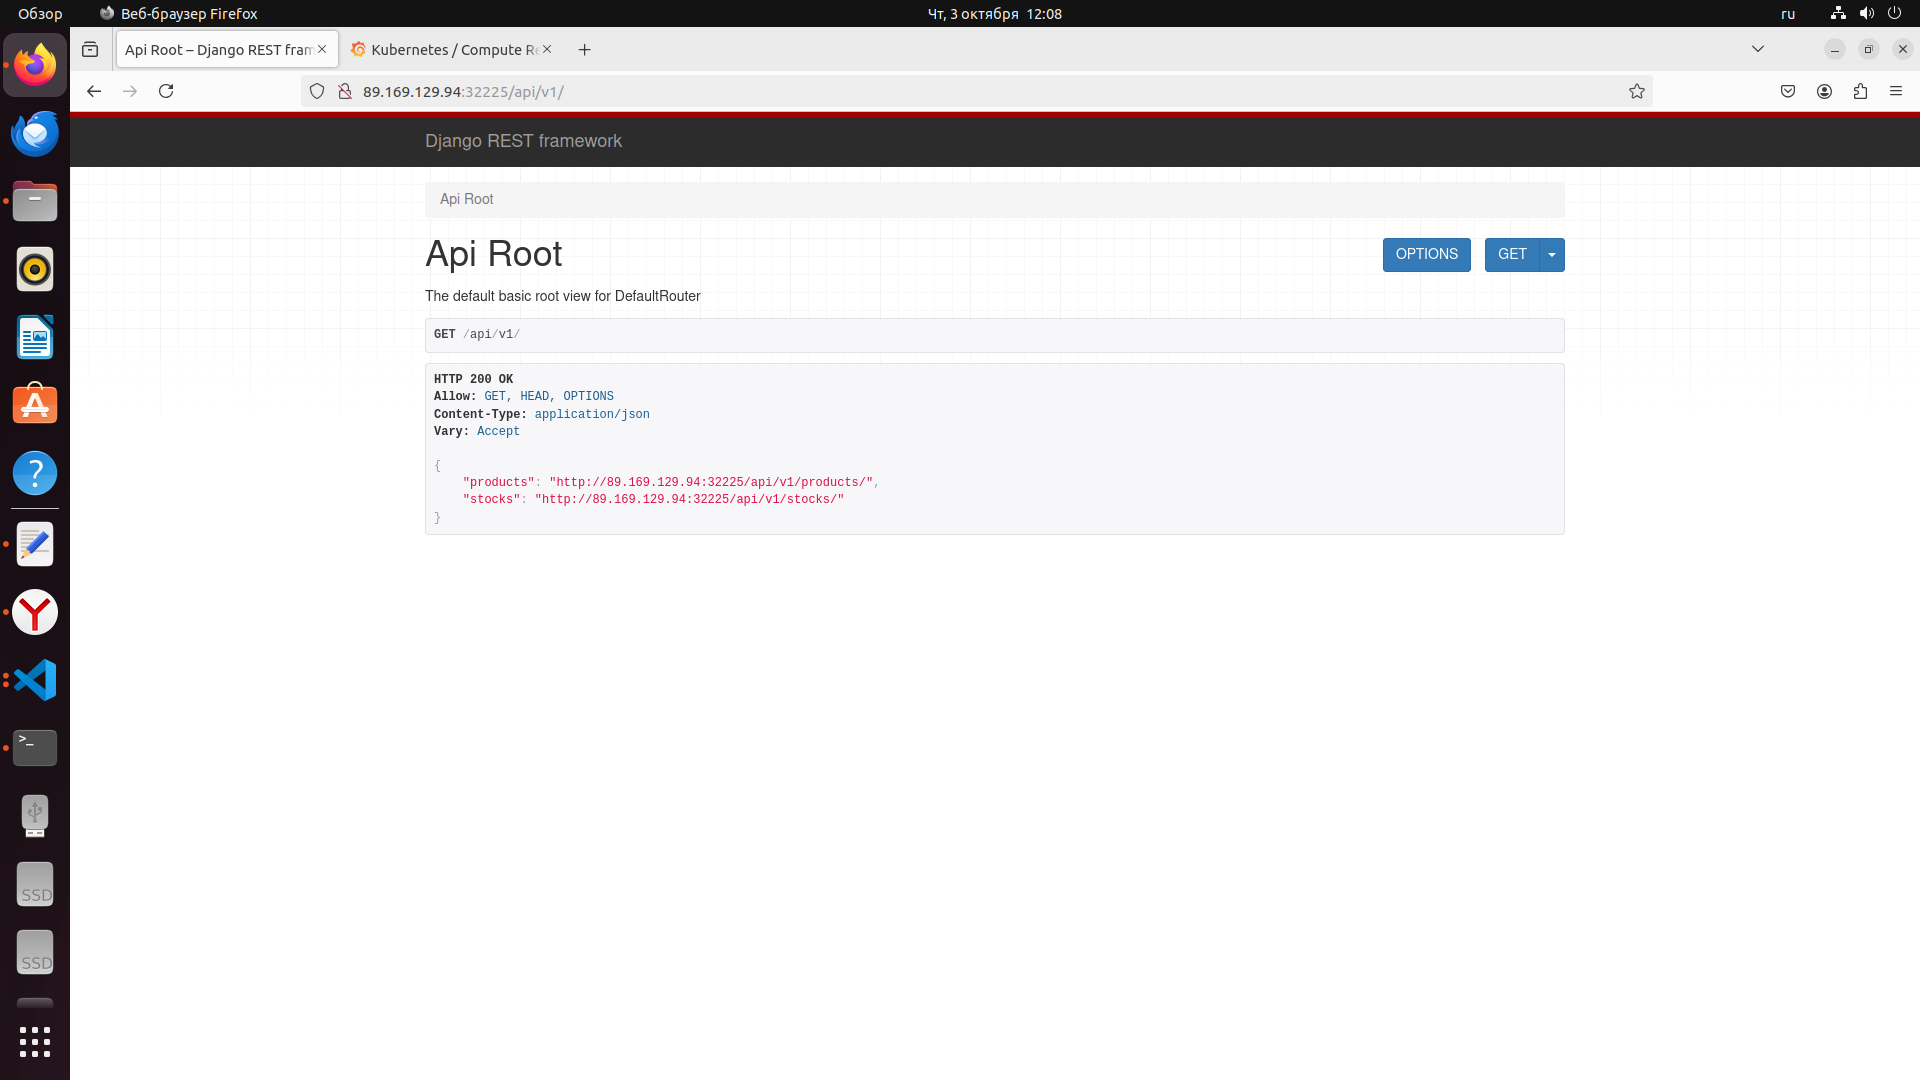 Обзор
Веб-браузер Firefox
Чт, 3 октября 12:08
ru
Api Root – Django REST fram
Kubernetes / Compute Re
89.169.129.94:32225/api/v1/
Django REST framework
Api Root
Api Root
OPTIONS
GET
The default basic root view for DefaultRouter
GET /api/v1/
HTTP 200 OK
Allow: GET, HEAD, OPTIONS
Content-Type: application/json
Vary: Accept
{
"products": "http://89.169.129.94:32225/api/v1/products/",
"stocks": "http://89.169.129.94:32225/api/v1/stocks/"
}
SSD
SSD